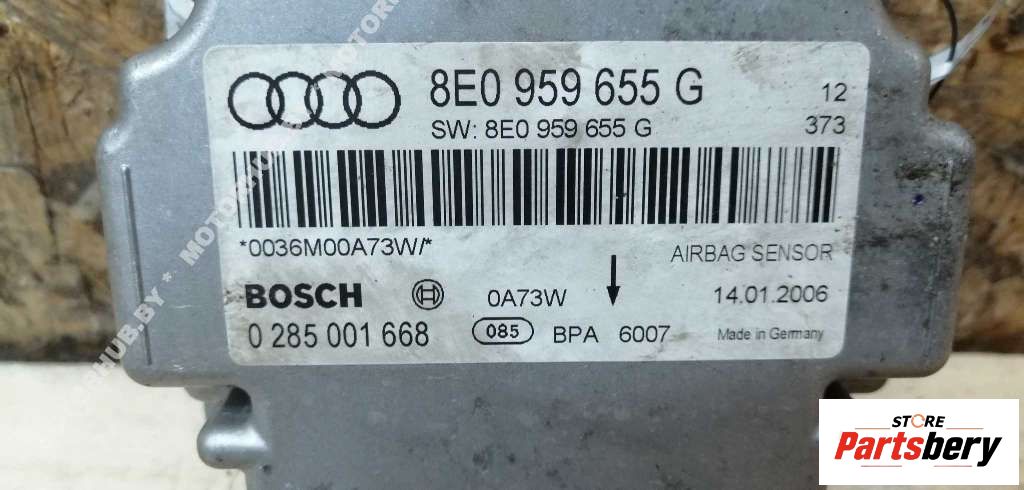 8E0 959 655 G 12
SW: 8E0 959 655 G 373
*0036M00A73W/*
AIRBAG SENSOR
BOSCH 0A73W 14.01.2006
0 285 001 668 085 BPA 6007 Made in Germany
STORE
Partsbery